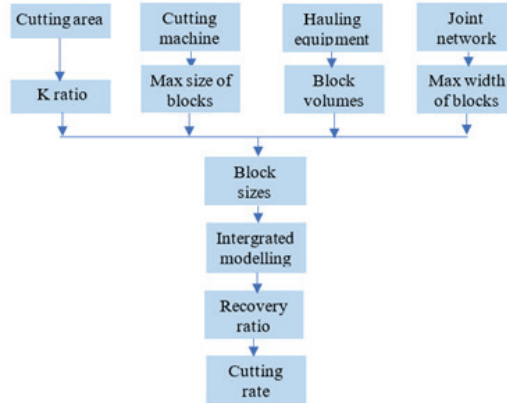 Cutting area
Cutting
machine
Hauling
equipment
Joint
network
K ratio
Max size of
blocks
Block
volumes
Max width
of blocks
Block
sizes
Intergrated
modelling
Recovery
ratio
Cutting
rate